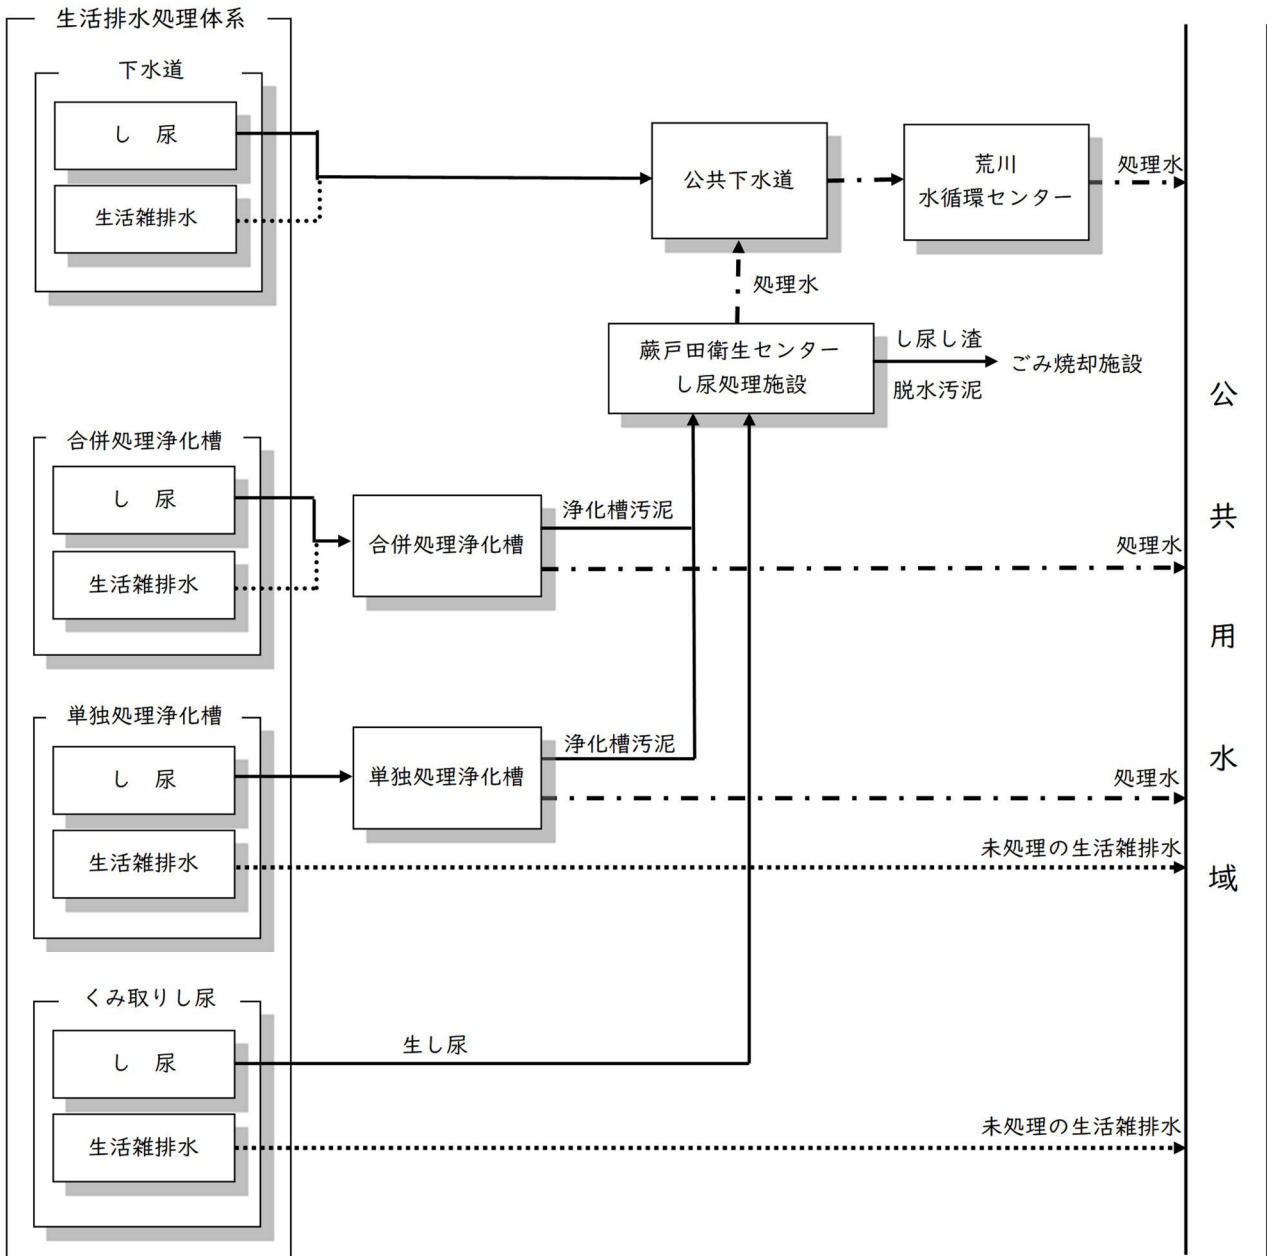 生活排水処理体系
下水道
し 尿
生活雑排水
公共下水道
荒川
水循環センター
処理水
処理水
蕨戸田衛生センター
し尿処理施設
し尿し渣
脱水汚泥
ごみ焼却施設
合併処理浄化槽
し 尿
生活雑排水
合併処理浄化槽
浄化槽汚泥
処理水
単独処理浄化槽
し 尿
生活雑排水
単独処理浄化槽
浄化槽汚泥
処理水
未処理の生活雑排水
くみ取りし尿
し 尿
生活雑排水
生し尿
未処理の生活雑排水
公共用水域